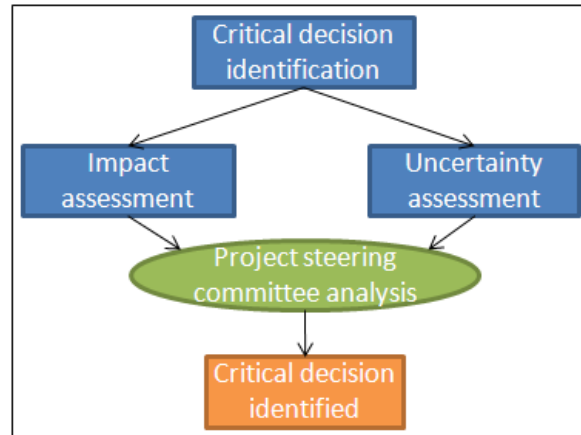 Critical decision
identification
Impact
assessment
Uncertainty
assessment
Project steering
committee analysis
Critical decision
identified